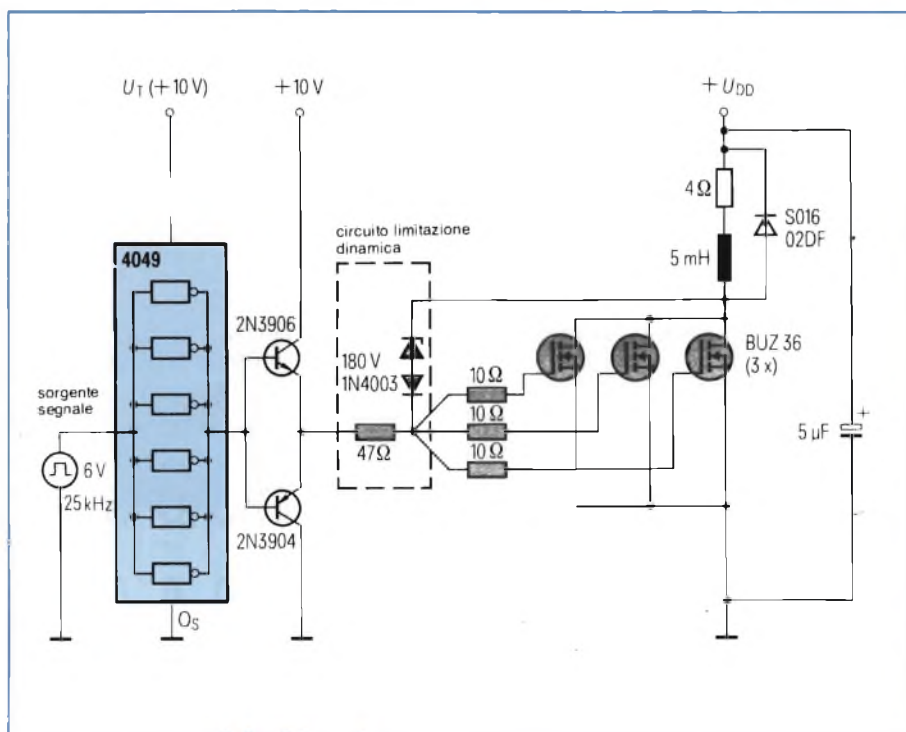 U_T (+10 V)
+10 V
+ U_DD
4Ω
S016
02DF
circuito limitazione
dinamica
4049
5 mH
2N3906
BUZ 36
(3 x)
180 V
1N4003
10 Ω
sorgente
segnale
10 Ω
5 µF
+
47 Ω
10 Ω
6 V
25 kHz
2N3904
O_S